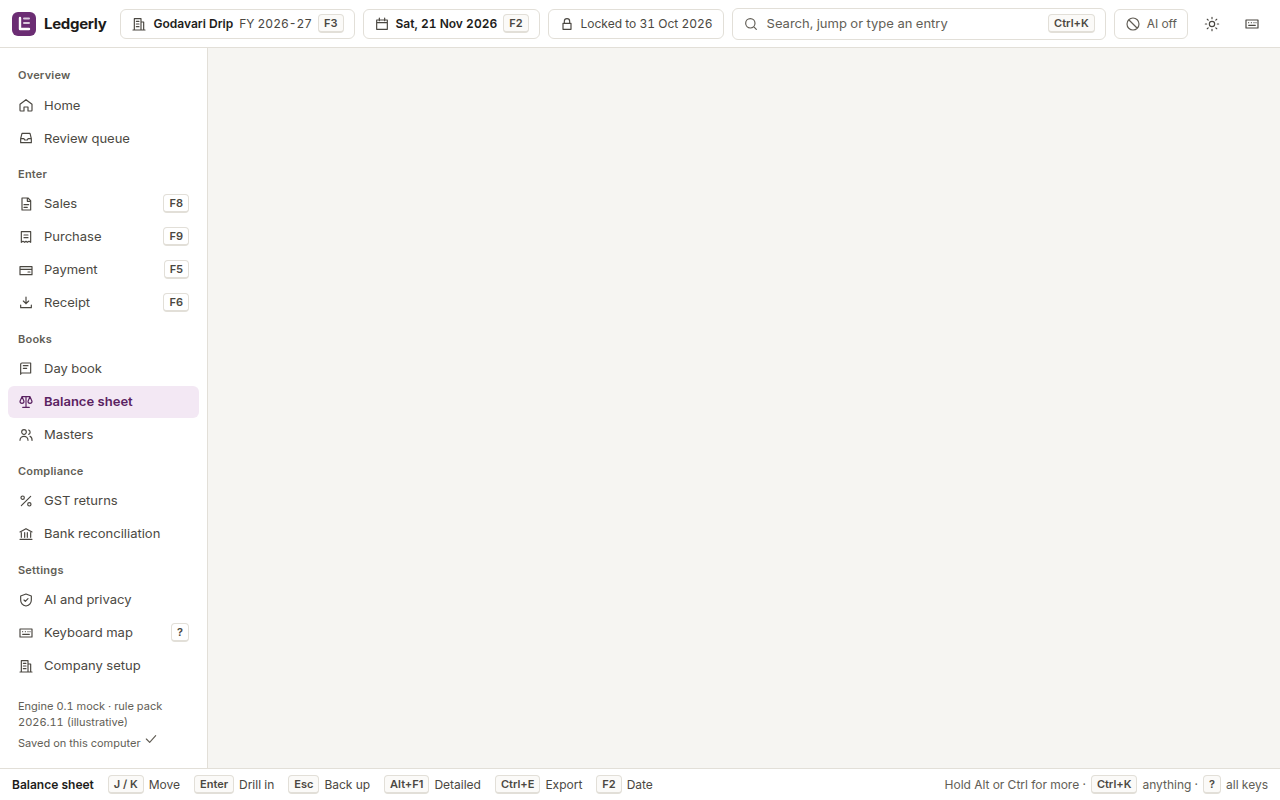 Ledgerly
Godavari Drip FY 2026-27 F3
Sat, 21 Nov 2026 F2
Locked to 31 Oct 2026
Search, jump or type an entry Ctrl+K
AI off
Overview
Home
Review queue
Enter
Sales F8
Purchase F9
Payment F5
Receipt F6
Books
Day book
Balance sheet
Masters
Compliance
GST returns
Bank reconciliation
Settings
AI and privacy
Keyboard map ?
Company setup
Engine 0.1 mock · rule pack
2026.11 (illustrative)
Saved on this computer
Balance sheet J / K Move Enter Drill in Esc Back up Alt+F1 Detailed Ctrl+E Export F2 Date
Hold Alt or Ctrl for more · Ctrl+K anything · ? all keys